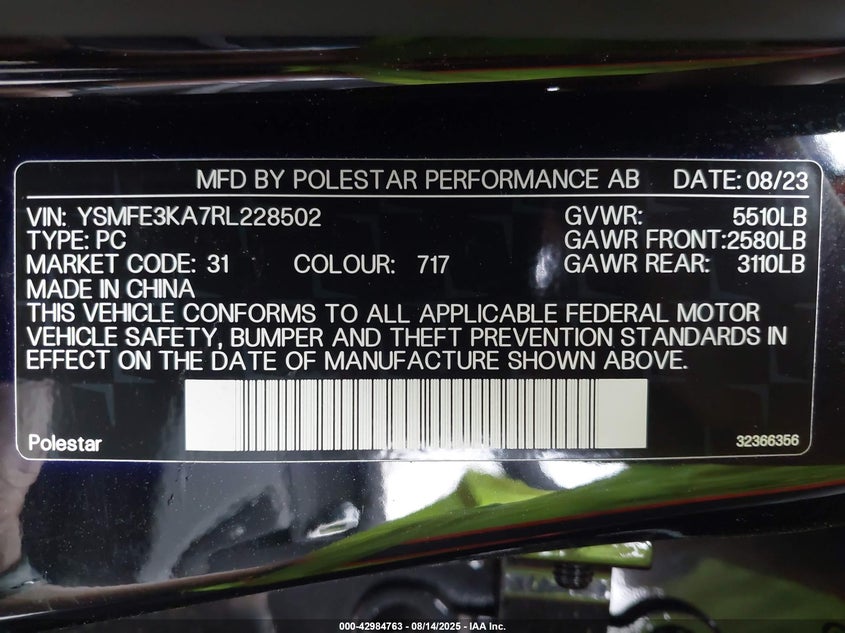 MFD BY POLESTAR PERFORMANCE AB DATE: 08/23
VIN: YSMFE3KA7RL228502 GVWR: 5510LB
TYPE: PC GAWR FRONT:2580LB
MARKET CODE: 31 COLOUR: 717 GAWR REAR: 3110LB
MADE IN CHINA
THIS VEHICLE CONFORMS TO ALL APPLICABLE FEDERAL MOTOR
VEHICLE SAFETY, BUMPER AND THEFT PREVENTION STANDARDS IN
EFFECT ON THE DATE OF MANUFACTURE SHOWN ABOVE.
Polestar 32366356
000-42984763 - 08/14/2025 - IAA Inc.